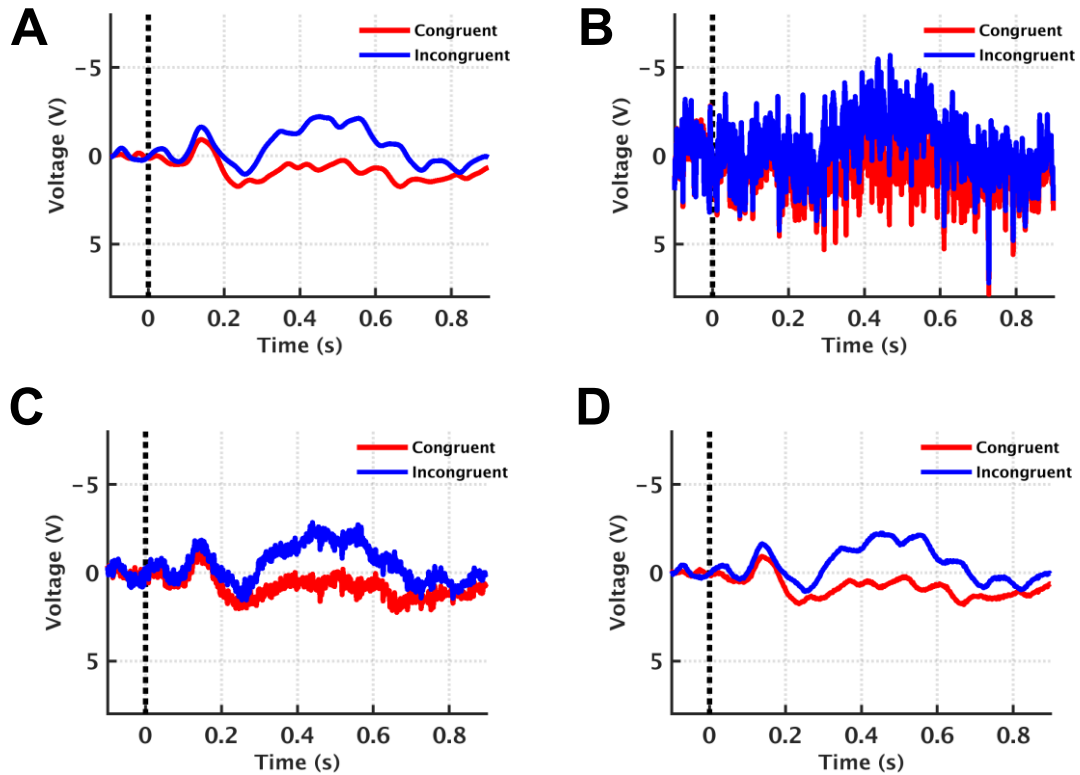 A
Congruent
Incongruent
−5
0
5
Voltage (V)
0 0.2 0.4 0.6 0.8
Time (s)
B
Congruent
Incongruent
−5
0
5
Voltage (V)
0 0.2 0.4 0.6 0.8
Time (s)
C
Congruent
Incongruent
−5
0
5
Voltage (V)
0 0.2 0.4 0.6 0.8
Time (s)
D
Congruent
Incongruent
−5
0
5
Voltage (V)
0 0.2 0.4 0.6 0.8
Time (s)